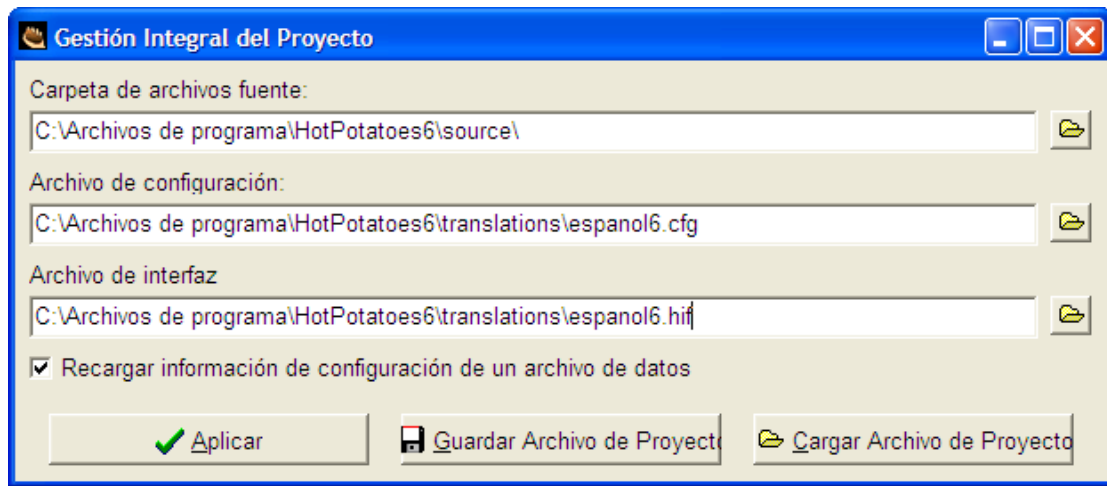 Gestión Integral del Proyecto
Carpeta de archivos fuente:
C:\Archivos de programa\HotPotatoes6\source\
Archivo de configuración:
C:\Archivos de programa\HotPotatoes6\translations\espanol6.cfg
Archivo de interfaz
C:\Archivos de programa\HotPotatoes6\translations\espanol6.hif
Recargar información de configuración de un archivo de datos
Aplicar Guardar Archivo de Proyecto Cargar Archivo de Proyecto